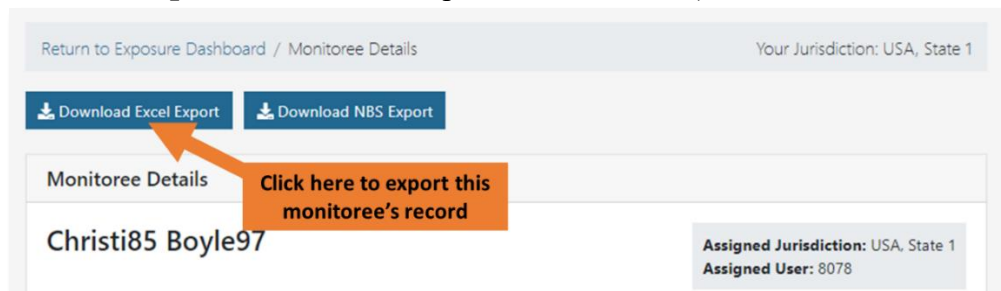 Return to Exposure Dashboard / Monitoree Details
Your Jurisdiction: USA, State 1
Download Excel Export
Download NBS Export
Monitoree Details
Click here to export this
monitoree's record
Christi85 Boyle97
Assigned Jurisdiction: USA, State 1
Assigned User: 8078